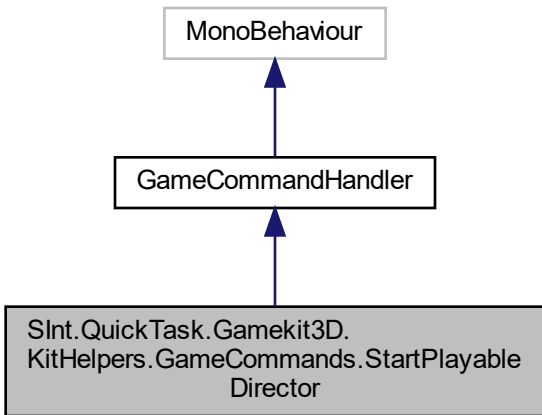 MonoBehaviour
GameCommandHandler
SInt.QuickTask.Gamekit3D.
KitHelpers.GameCommands.StartPlayable
Director